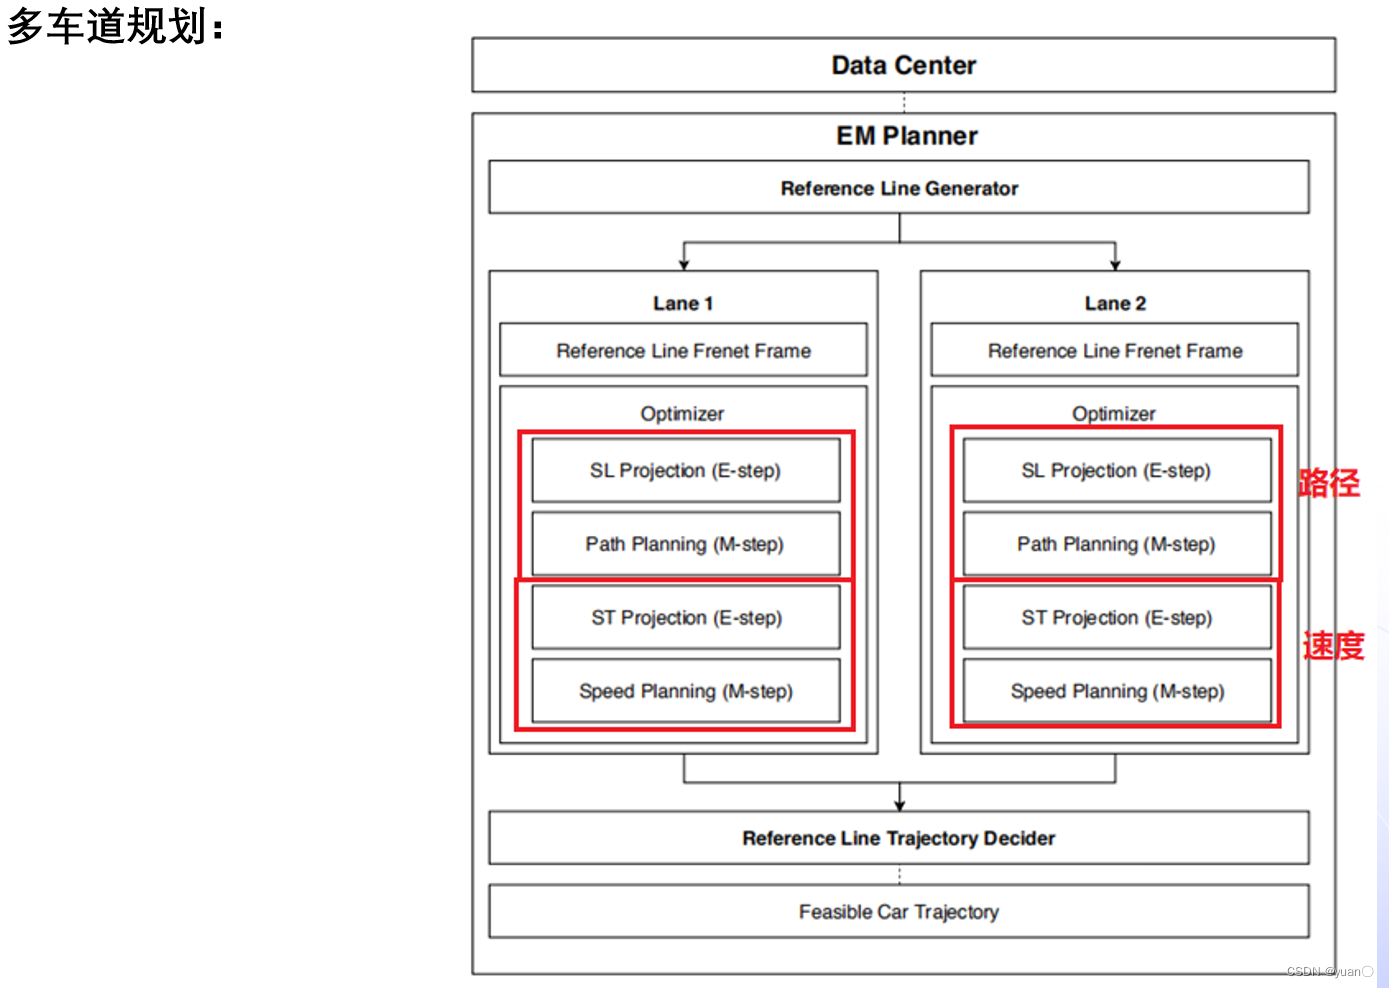 多车道规划：
Data Center
EM Planner
Reference Line Generator
Lane 1
Reference Line Frenet Frame
Optimizer
SL Projection (E-step)
Path Planning (M-step)
ST Projection (E-step)
Speed Planning (M-step)
Lane 2
Reference Line Frenet Frame
Optimizer
SL Projection (E-step)
Path Planning (M-step)
ST Projection (E-step)
Speed Planning (M-step)
路径
速度
Reference Line Trajectory Decider
Feasible Car Trajectory
CSDN @yuan〇